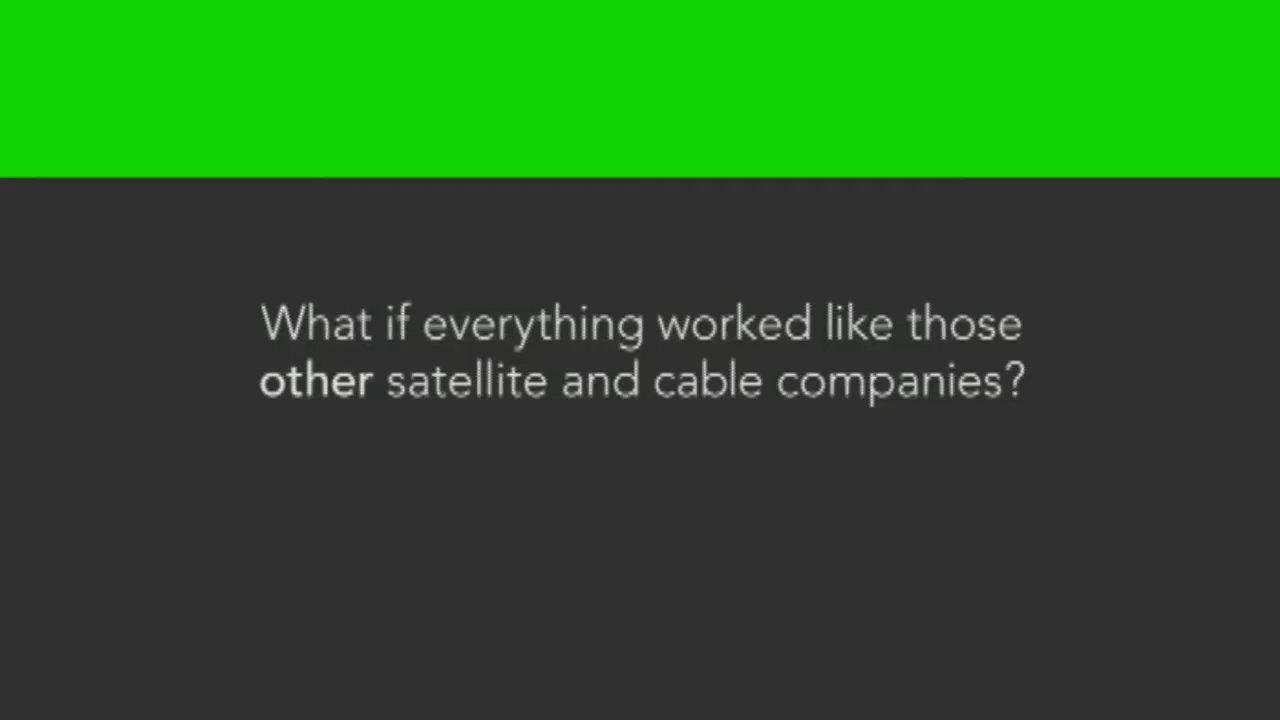 What if everything worked like those
other satellite and cable companies?